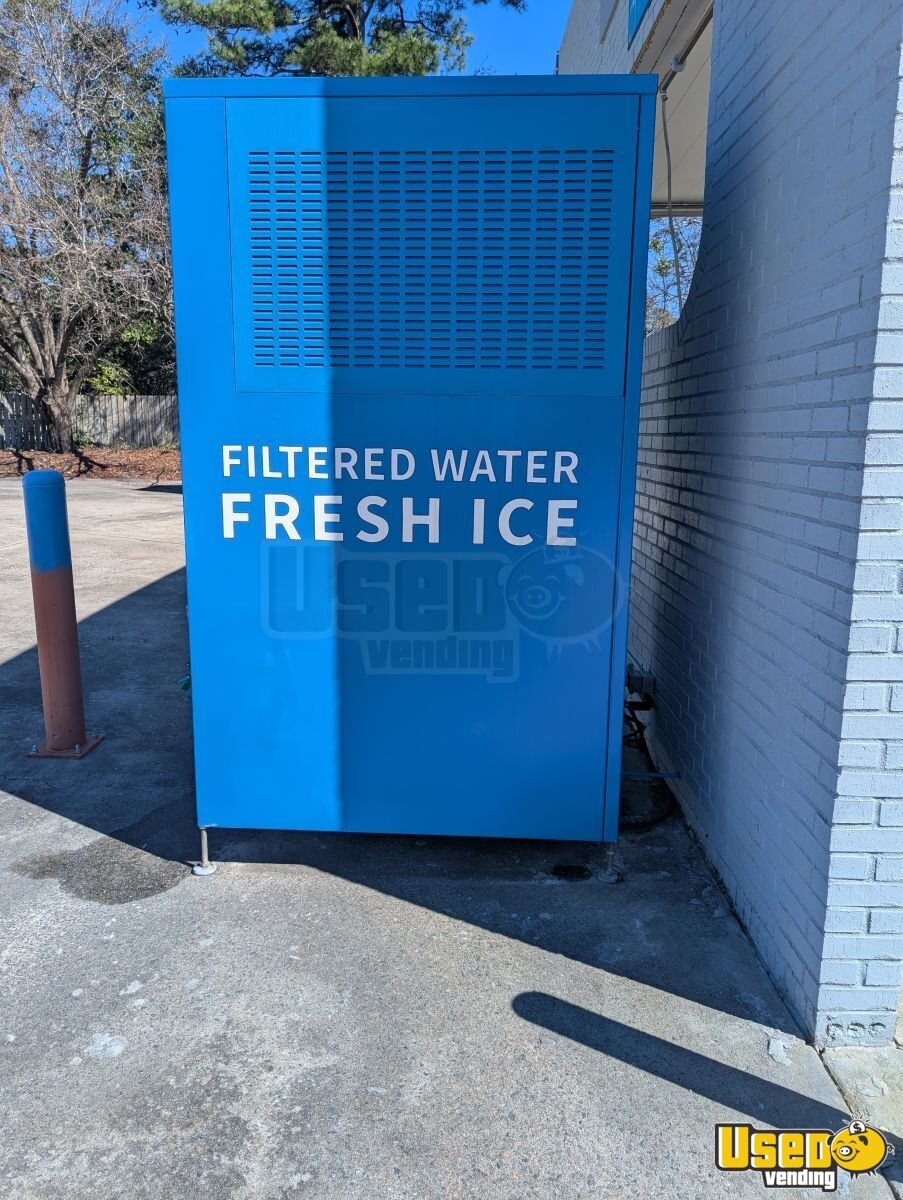 FILTERED WATER
FRESH ICE
USED
vending
USED
vending